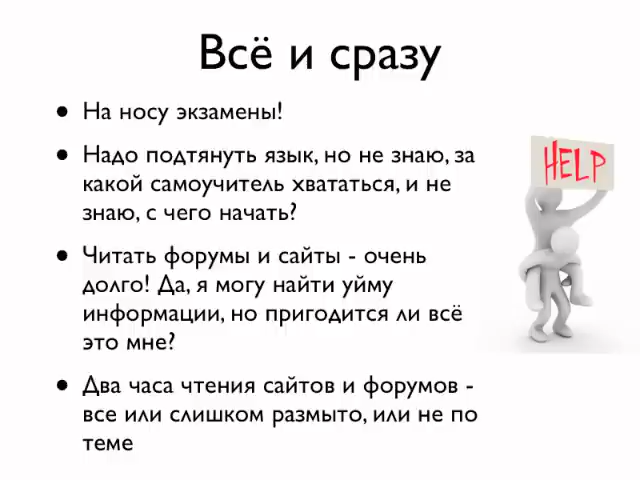 Всё и сразу
• На носу экзамены!
• Надо подтянуть язык, но не знаю, за
какой самоучитель хвататься, и не
знаю, с чего начать?
• Читать форумы и сайты - очень
долго! Да, я могу найти уйму
информации, но пригодится ли всё
это мне?
• Два часа чтения сайтов и форумов -
все или слишком размыто, или не по
теме
HELP